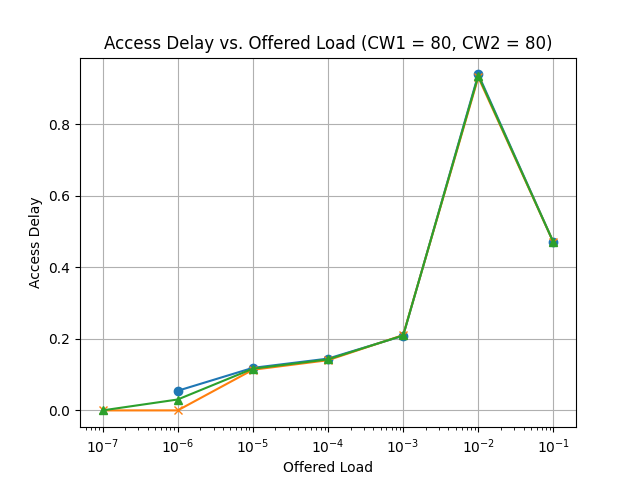 Access Delay vs. Offered Load (CW1 = 80, CW2 = 80)
Access Delay
0.8
0.6
0.4
0.2
0.0
10⁻⁷ 10⁻⁶ 10⁻⁵ 10⁻⁴ 10⁻³ 10⁻² 10⁻¹
Offered Load